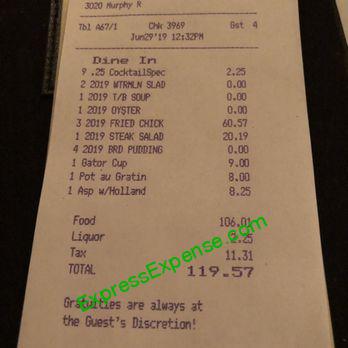 3020 Murphy R
Tbl A67/1 Chk 3969 Gst 4
Jun29'19 12:32PM
Dine In
9 .25 CocktailSpec 2.25
2 2019 WTRMLN SLAD 0.00
1 2019 T/B SOUP 0.00
1 2019 OYSTER 0.00
3 2019 FRIED CHICK 60.57
1 2019 STEAK SALAD 20.19
4 2019 BRD PUDDING 0.00
1 Gator Cup 9.00
1 Pot au Gratin 8.00
1 Asp w/Holland 8.25
Food 106.01
Liquor 2.25
Tax 11.31
TOTAL 119.57
Gratuities are always at
the Guest's Discretion!
ExpressExpense.com